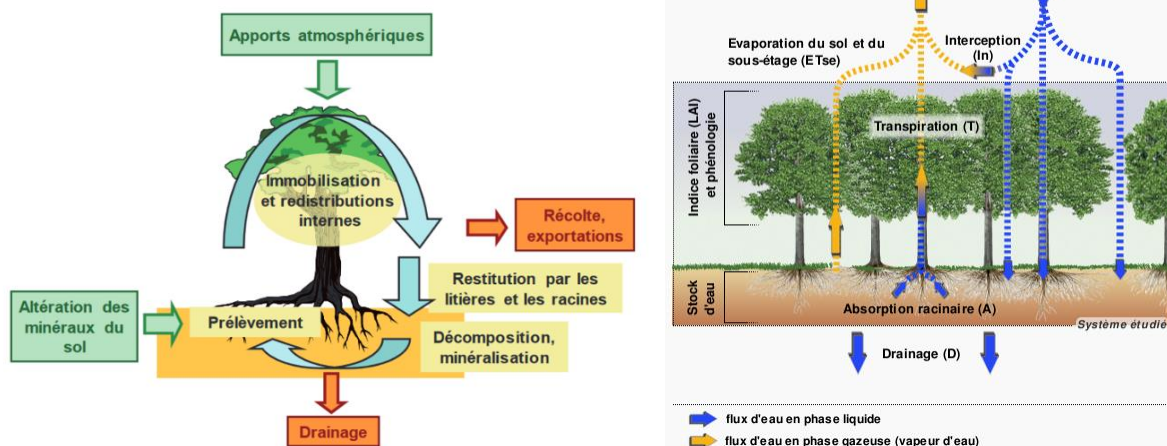 Apports atmosphériques
Immobilisation
et redistributions
internes
Récolte,
exportations
Restitution par les
litières et les racines
Altération des
minéraux du
sol
Prélèvement
Décomposition,
minéralisation
Drainage
Evaporation du sol et du
sous-étage (ETse)
Interception
(In)
Indice foliaire (LAI)
et phénologie
Transpiration (T)
Stock
d'eau
Absorption racinaire (A)
Système étudié
Drainage (D)
flux d'eau en phase liquide
flux d'eau en phase gazeuse (vapeur d'eau)